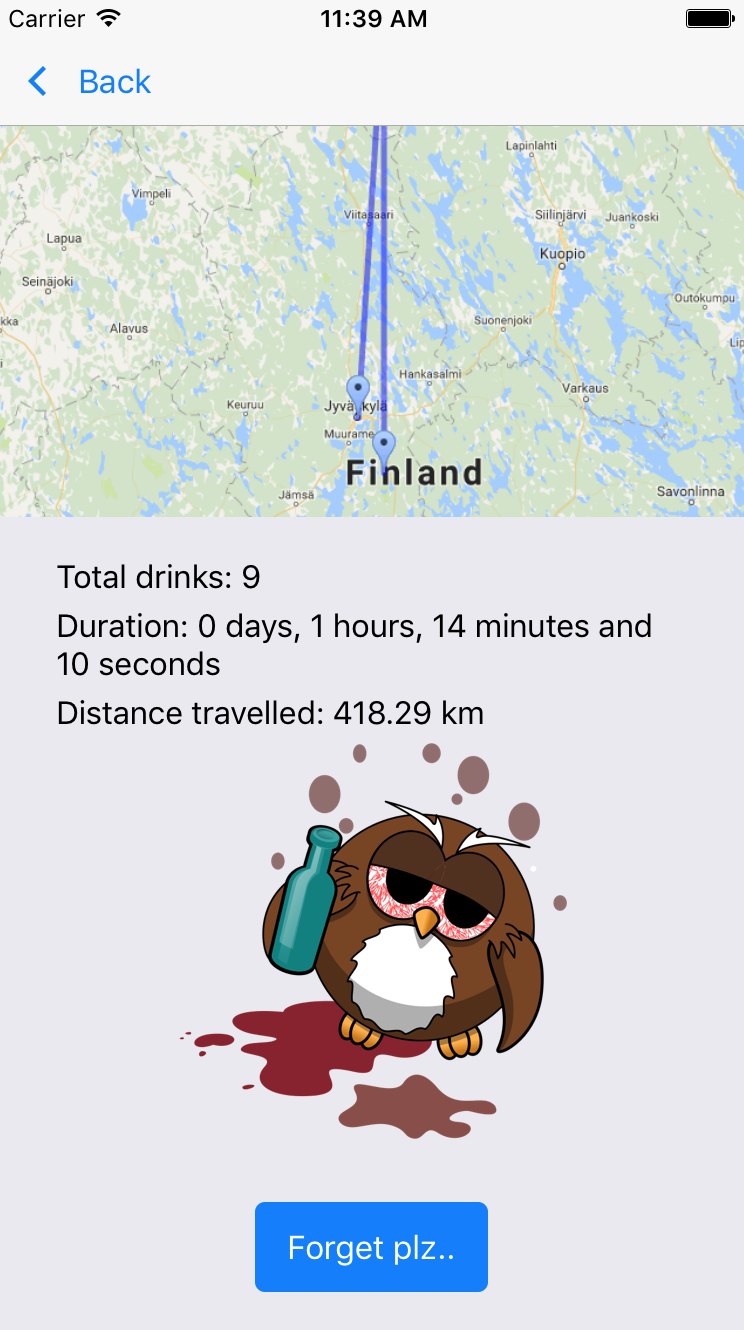 Carrier
11:39 AM
Back
Lapinlahti
Vimpeli
Viitasaari
Siilinjärvi
Juankoski
Lapua
Kuopio
Seinäjoki
Outokumpu
kka
Alavus
Suonenjoki
Lip
Hankasalmi
Varkaus
Keuruu
Jyväskylä
Muurame
Finland
Jämsä
Savonlinna
Total drinks: 9
Duration: 0 days, 1 hours, 14 minutes and
10 seconds
Distance travelled: 418.29 km
Forget plz..